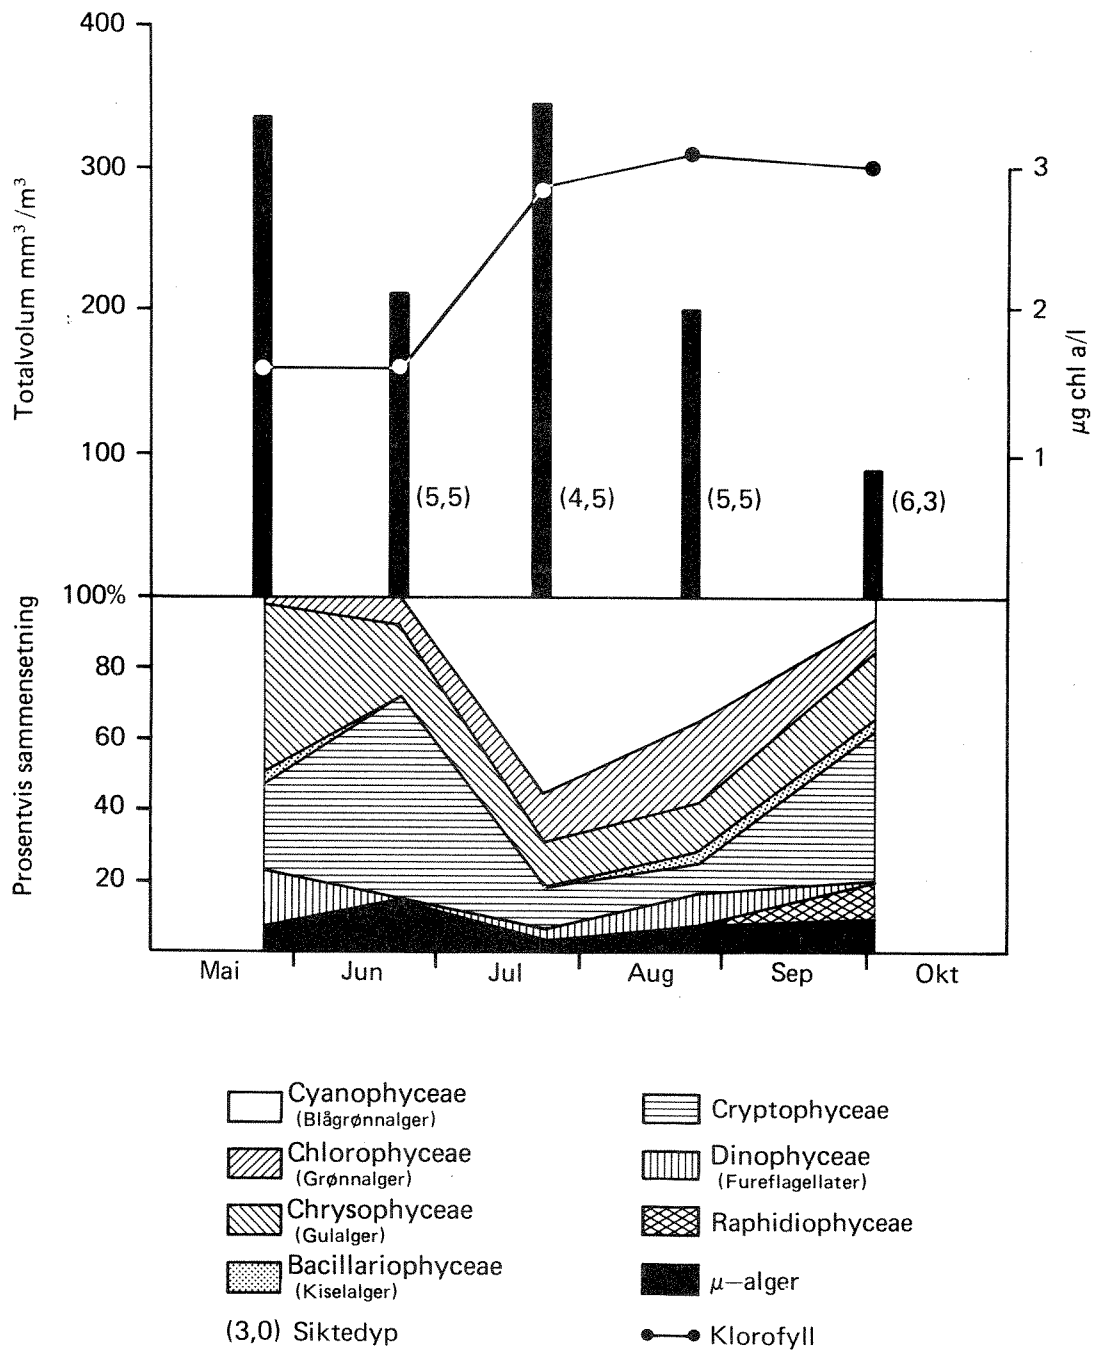 400
300
200
100
Totalvolum mm³/m³
3
2
1
µg chl a/l
(5,5)
(4,5)
(5,5)
(6,3)
100%
80
60
40
20
Prosentvis sammensetning
Mai Jun Jul Aug Sep Okt
Cyanophyceae
(Blågrønnalger)
Chlorophyceae
(Grønnalger)
Chrysophyceae
(Gulalger)
Bacillariophyceae
(Kiselalger)
(3,0) Siktedyp
Cryptophyceae
Dinophyceae
(Fureflagellater)
Raphidiophyceae
µ–alger
Klorofyll